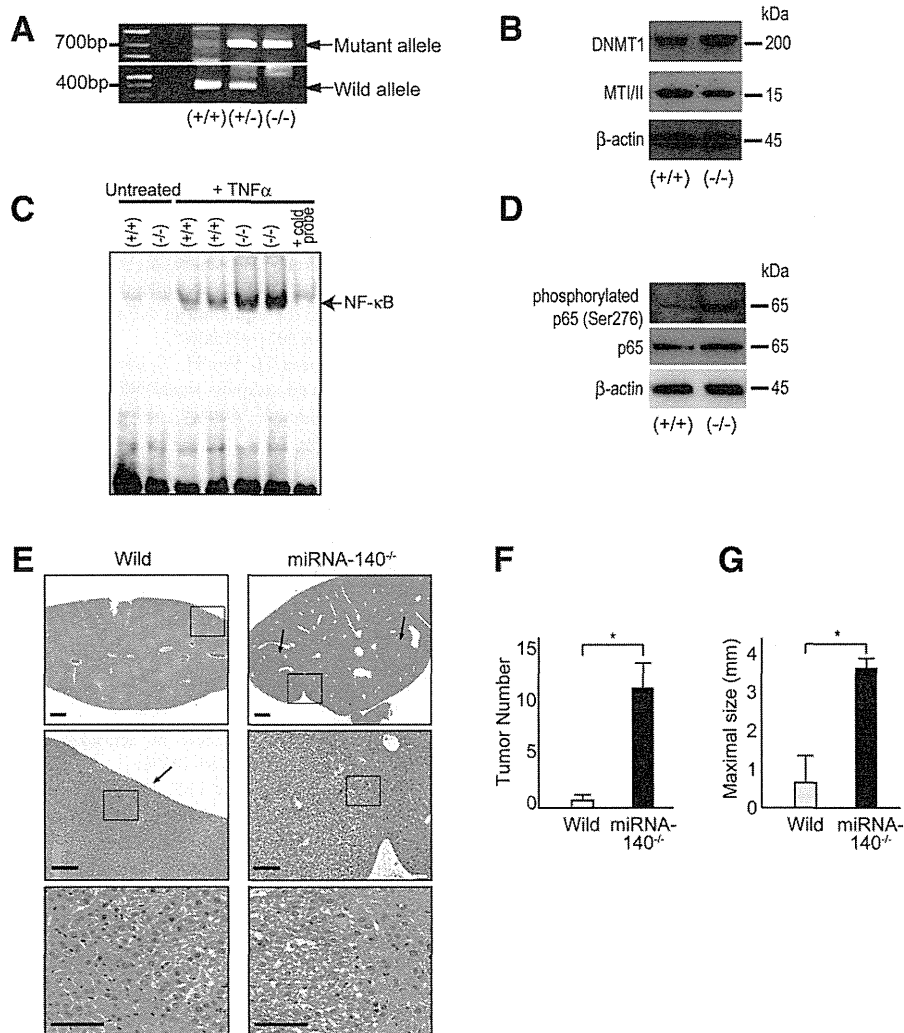 A
700bp
Mutant allele
400bp
Wild allele
(+/+) (+/-) (-/-)
B
kDa
DNMT1
200
MTI/II
15
β-actin
45
(+/+) (-/-)
C
Untreated
+ TNFα
(+/+)
(-/-)
(+/+)
(+/+)
(-/-)
(-/-)
+ cold probe
NF-κB
D
kDa
phosphorylated
p65 (Ser276)
65
p65
65
β-actin
45
(+/+) (-/-)
E
Wild
miRNA-140-/-
F
Tumor Number
15
10
5
0
*
Wild
miRNA-
140-/-
G
Maximal size (mm)
4
3
2
1
0
*
Wild
miRNA-
140-/-